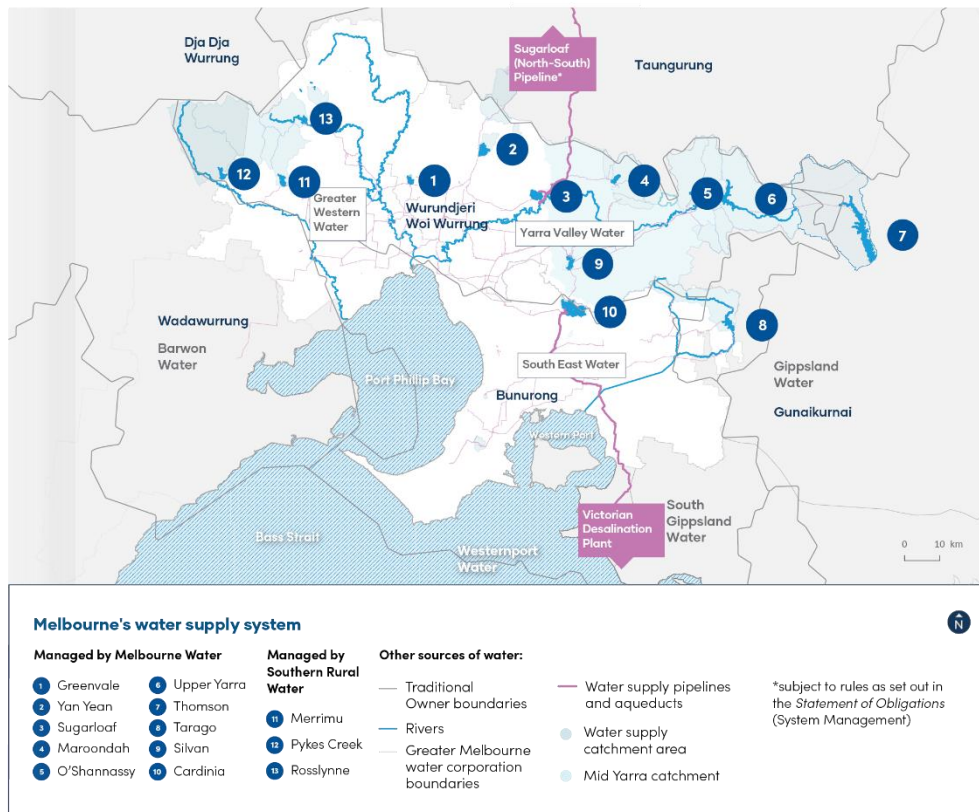 Dja Dja
Wurrung
Sugarloaf
(North-South)
Pipeline*
Taungurung
13
2
12
11
1
4
5
6
3
7
Greater
Western
Water
Wurundjeri
Woi Wurrung
Yarra Valley Water
9
10
8
Wadawurrung
Barwon
Water
Port Phillip Bay
South East Water
Gippsland
Water
Bunurong
Gunaikurnai
Western Port
Victorian
Desalination
Plant
South
Gippsland
Water
Bass Strait
Westernport
Water
0 10 km
Melbourne's water supply system
N
Managed by Melbourne Water
1 Greenvale
2 Yan Yean
3 Sugarloaf
4 Maroondah
5 O'Shannassy
6 Upper Yarra
7 Thomson
8 Tarago
9 Silvan
10 Cardinia
Managed by
Southern Rural
Water
11 Merrimu
12 Pykes Creek
13 Rosslynne
Other sources of water:
Traditional
Owner boundaries
Rivers
Greater Melbourne
water corporation
boundaries
Water supply pipelines
and aqueducts
Water supply
catchment area
Mid Yarra catchment
*subject to rules as set out in
the Statement of Obligations
(System Management)